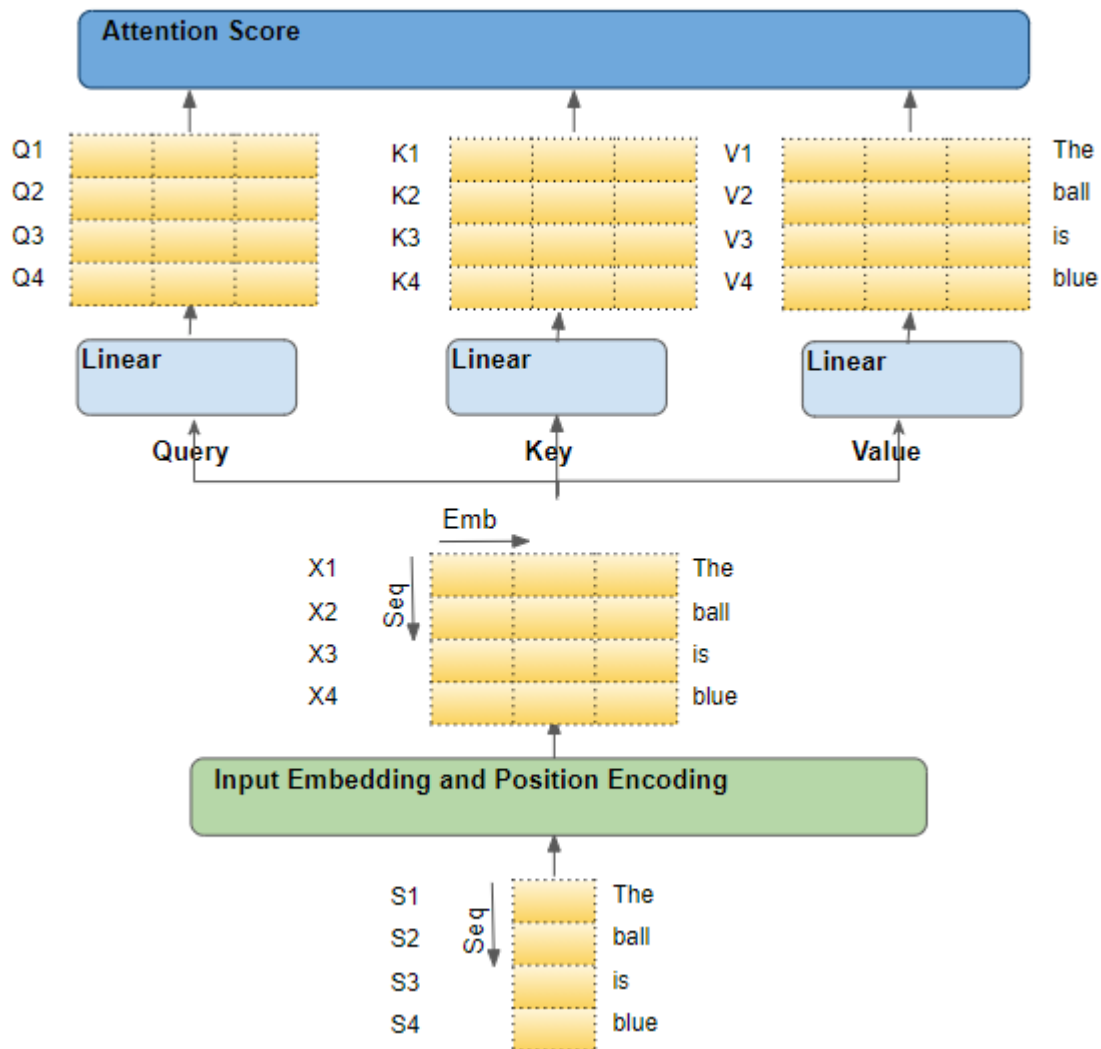 Attention Score
Q1 K1 V1 The
Q2 K2 V2 ball
Q3 K3 V3 is
Q4 K4 V4 blue
Linear Linear Linear
Query Key Value
Emb
Seq
X1 The
X2 ball
X3 is
X4 blue
Input Embedding and Position Encoding
Seq
S1 The
S2 ball
S3 is
S4 blue